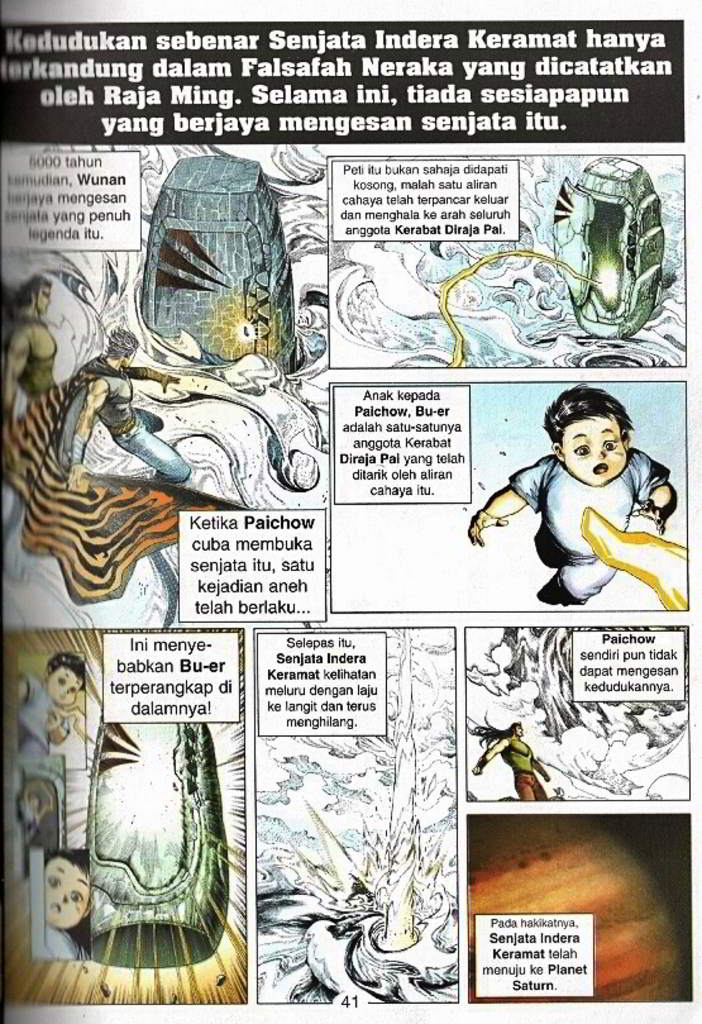 Kedudukan sebenar Senjata Indera Keramat hanya
terkandung dalam Falsafah Neraka yang dicatatkan
oleh Raja Ming. Selama ini, tiada sesiapapun
yang berjaya mengesan senjata itu.
5000 tahun
kemudian, Wunan
berjaya mengesan
senjata yang penuh
legenda itu.
Peti itu bukan sahaja didapati
kosong, malah satu aliran
cahaya telah terpancar keluar
dan menghala ke arah seluruh
anggota Kerabat Diraja Pai.
Anak kepada
Paichow, Bu-er
adalah satu-satunya
anggota Kerabat
Diraja Pai yang telah
ditarik oleh aliran
cahaya itu.
Ketika Paichow
cuba membuka
senjata itu, satu
kejadian aneh
telah berlaku...
Ini menye-
babkan Bu-er
terperangkap di
dalamnya!
Selepas itu,
Senjata Indera
Keramat kelihatan
meluru dengan laju
ke langit dan terus
menghilang.
Paichow
sendiri pun tidak
dapat mengesan
kedudukannya.
Pada hakikatnya,
Senjata Indera
Keramat telah
menuju ke Planet
Saturn.
41